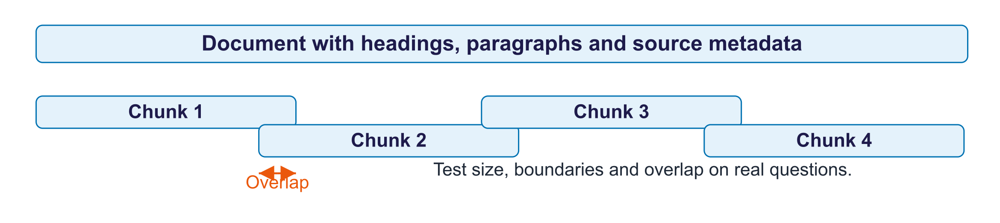 Document with headings, paragraphs and source metadata
Chunk 1
Chunk 3
Chunk 2
Chunk 4
Test size, boundaries and overlap on real questions.
Overlap